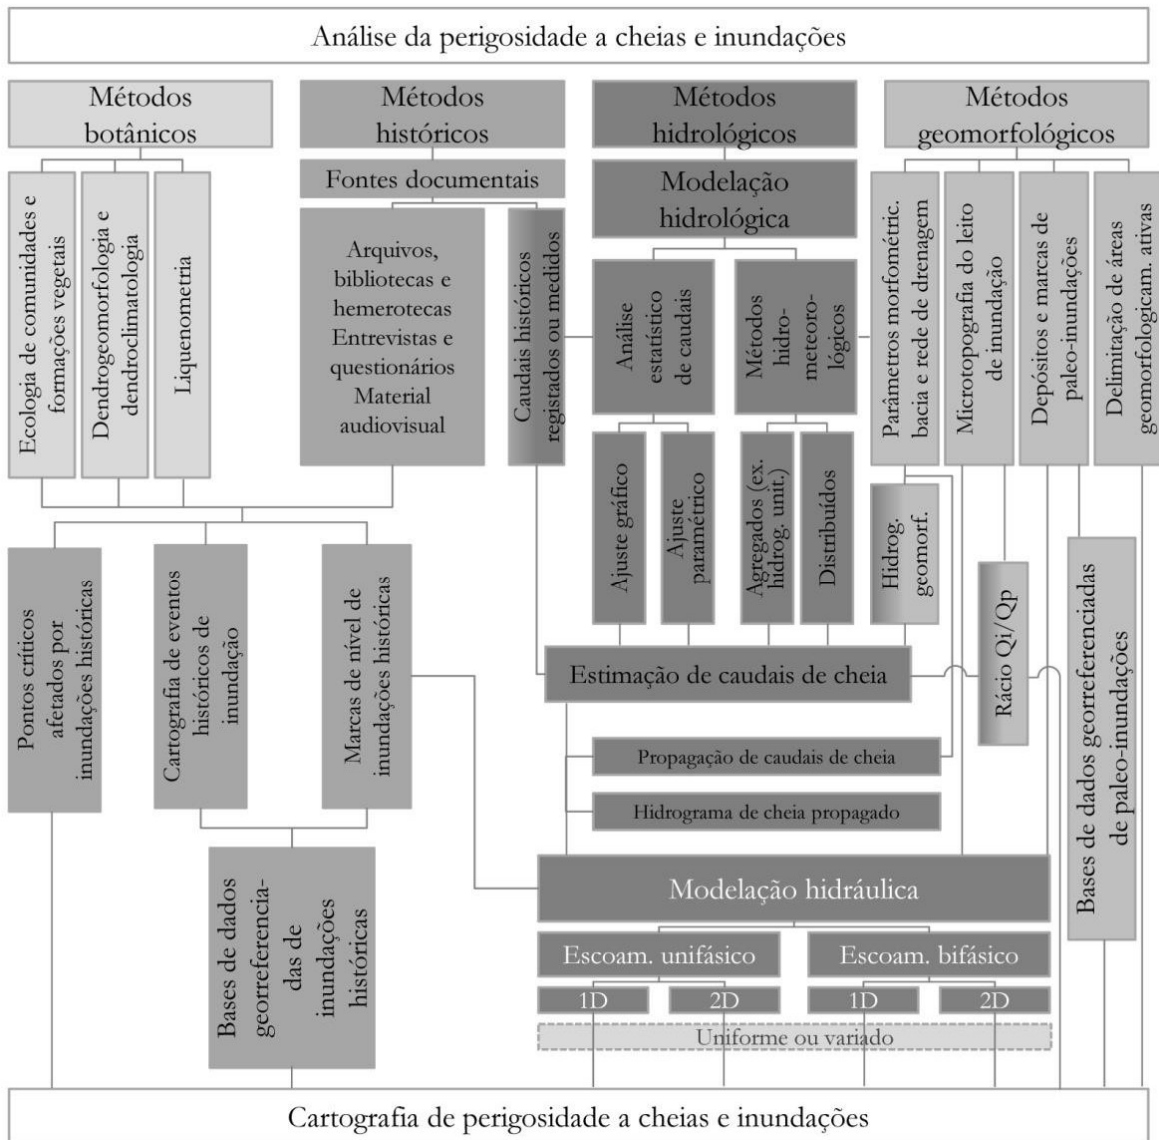 Análise da perigosidade a cheias e inundações
Métodos
botânicos
Métodos
históricos
Métodos
hidrológicos
Métodos
geomorfológicos
Ecologia de comunidades e
formações vegetais
Dendrogeomorfologia e
dendroclimatologia
Liquenometria
Fontes documentais
Arquivos,
bibliotecas e
hemerotecas
Entrevistas e
questionários
Material
audiovisual
Caudais históricos
registados ou medidos
Modelação
hidrológica
Análise
estatístico
de caudais
Métodos
hidro-
meteoro-
lógicos
Ajuste gráfico
Ajuste
paramétrico
Agregados (ex.
hidrog. unit.)
Distribuídos
Parâmetros morfométric.
bacia e rede de drenagem
Microtopografia do leito
de inundação
Depósitos e marcas de
paleo-inundações
Delimitação de áreas
geomorfologicam. ativas
Hidrog.
geomorf.
Rácio Qi/Qp
Bases de dados georreferenciadas
de paleo-inundações
Pontos críticos
afetados por
inundações históricas
Cartografia de eventos
históricos de
inundação
Marcas de nível de
inundações históricas
Bases de dados
georreferencia-
das de
inundações
históricas
Estimação de caudais de cheia
Propagação de caudais de cheia
Hidrograma de cheia propagado
Modelação hidráulica
Escoam. unifásico
Escoam. bifásico
1D
2D
1D
2D
Uniforme ou variado
Cartografia de perigosidade a cheias e inundações